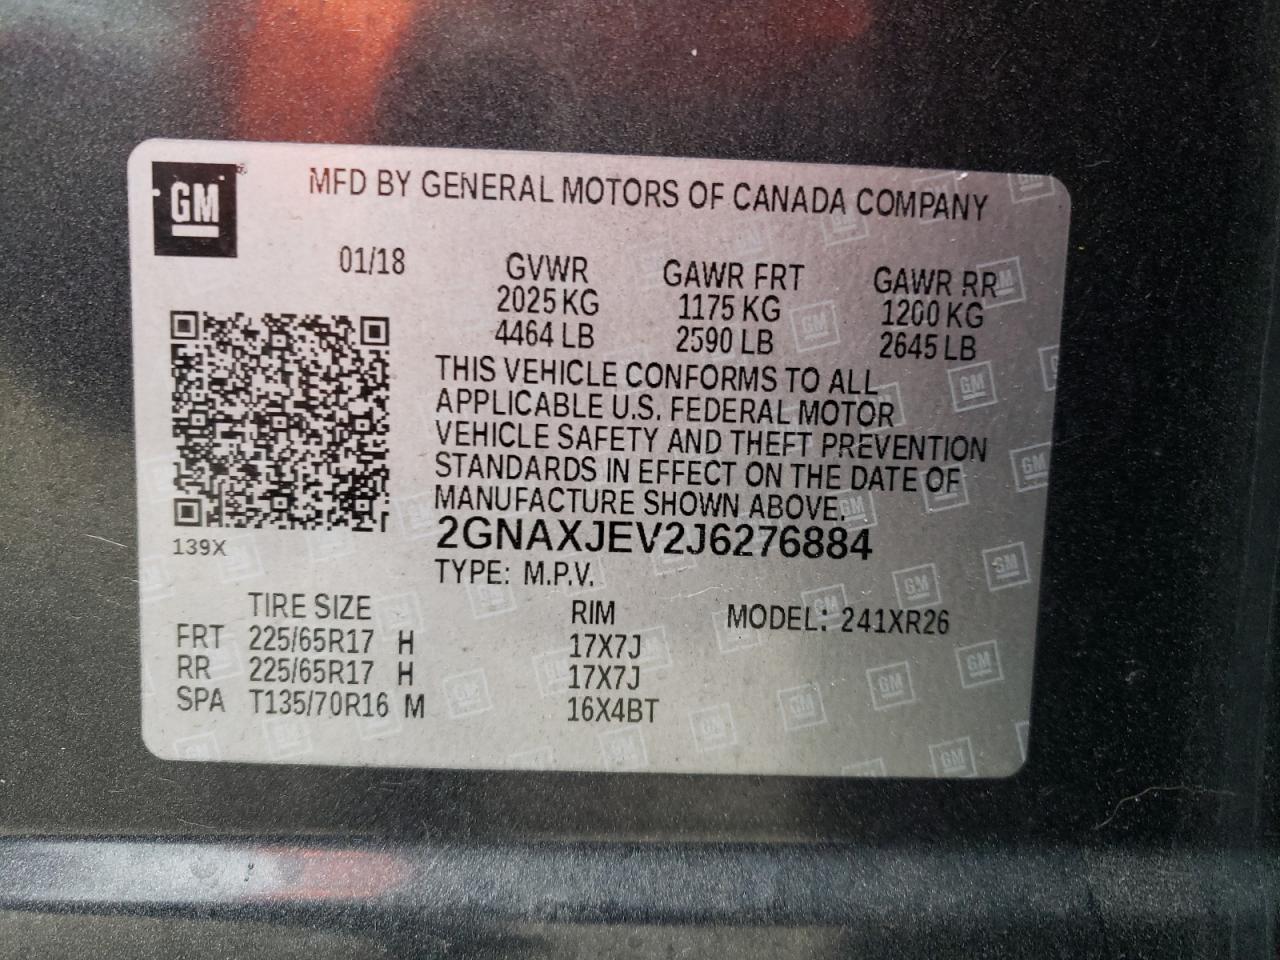 GM
MFD BY GENERAL MOTORS OF CANADA COMPANY
01/18 GVWR GAWR FRT GAWR RR
2025 KG 1175 KG 1200 KG
4464 LB 2590 LB 2645 LB
THIS VEHICLE CONFORMS TO ALL
APPLICABLE U.S. FEDERAL MOTOR
VEHICLE SAFETY AND THEFT PREVENTION
STANDARDS IN EFFECT ON THE DATE OF
MANUFACTURE SHOWN ABOVE.
139X
2GNAXJEV2J6276884
TYPE: M.P.V.
TIRE SIZE RIM MODEL: 241XR26
FRT 225/65R17 H 17X7J
RR 225/65R17 H 17X7J
SPA T135/70R16 M 16X4BT